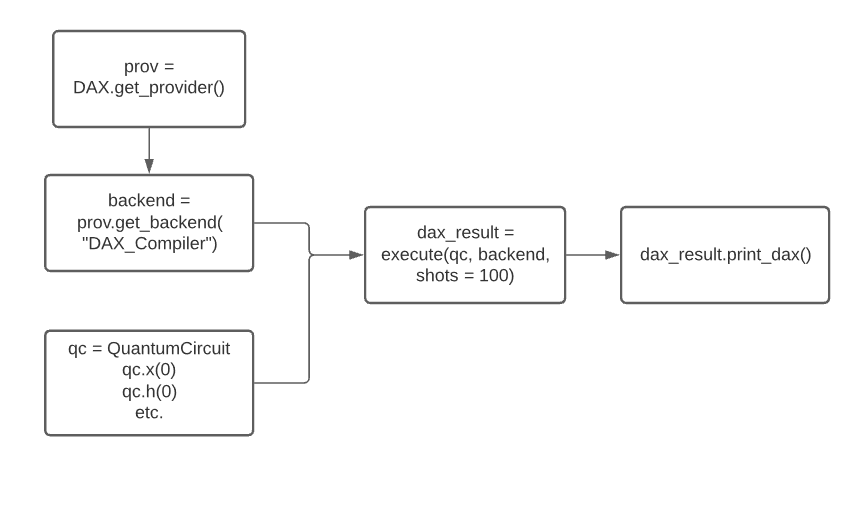 prov =
DAX.get_provider()
backend =
prov.get_backend(
"DAX_Compiler")
qc = QuantumCircuit
qc.x(0)
qc.h(0)
etc.
dax_result =
execute(qc, backend,
shots = 100)
dax_result.print_dax()